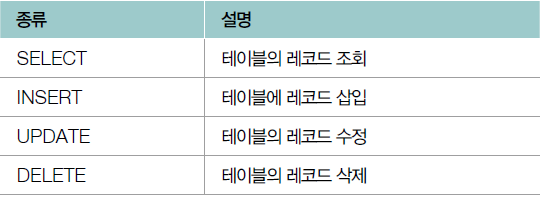 종류 설명
SELECT 테이블의 레코드 조회
INSERT 테이블에 레코드 삽입
UPDATE 테이블의 레코드 수정
DELETE 테이블의 레코드 삭제